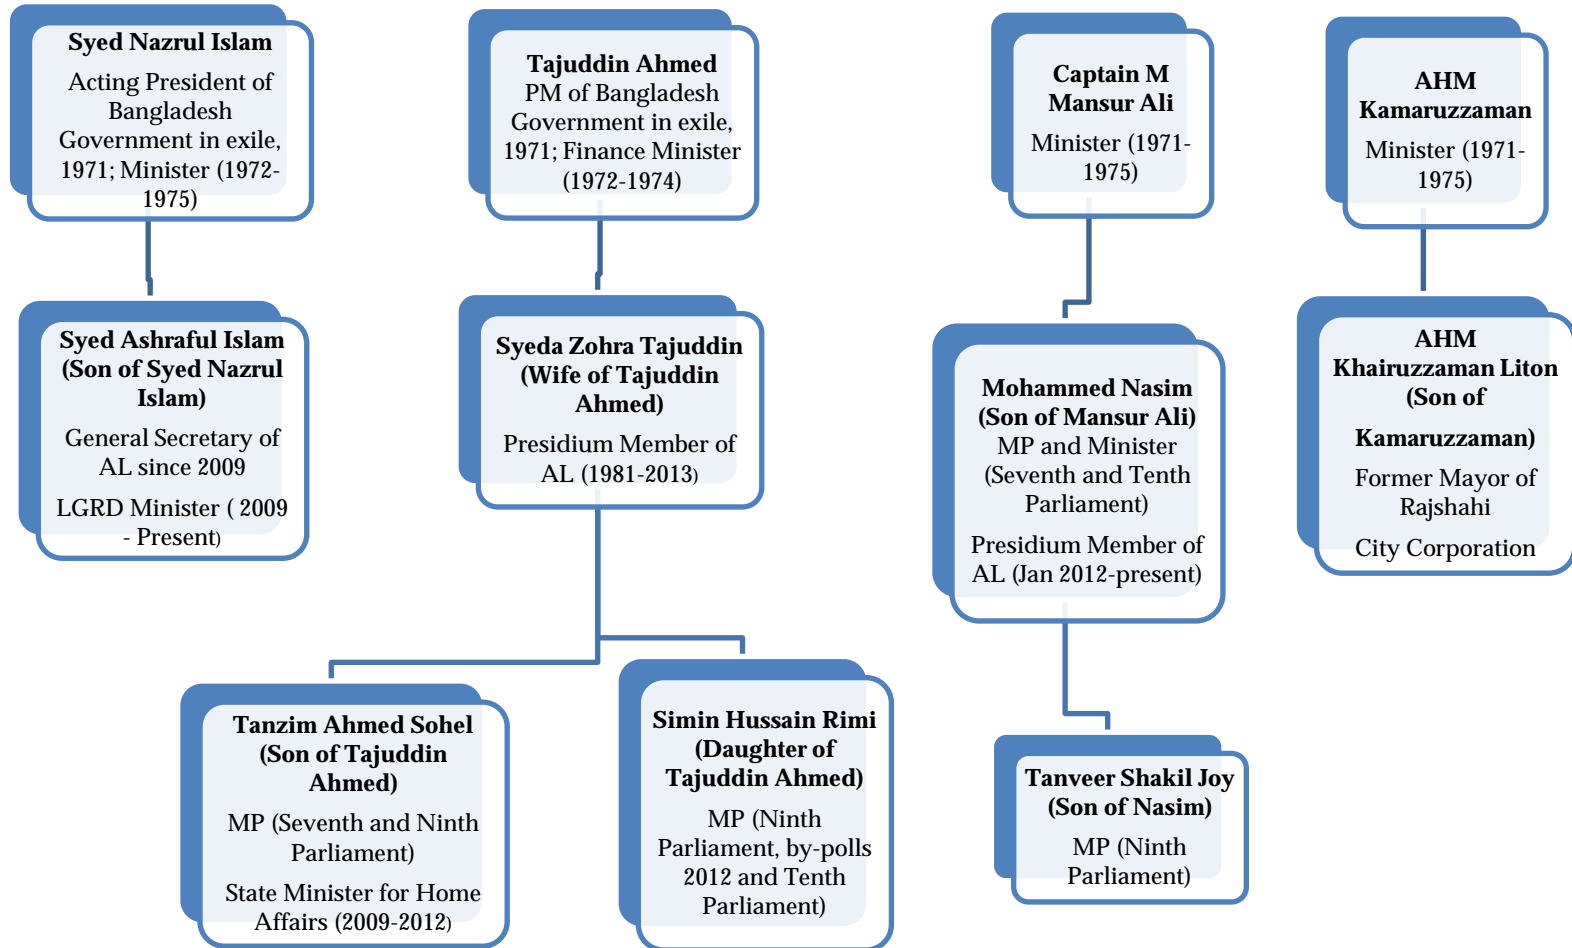 Syed Nazrul Islam
Acting President of
Bangladesh
Government in exile,
1971; Minister (1972-
1975)
Tajuddin Ahmed
PM of Bangladesh
Government in exile,
1971; Finance Minister
(1972-1974)
Captain M
Mansur Ali
Minister (1971-
1975)
AHM
Kamaruzzaman
Minister (1971-
1975)
Syed Ashraful Islam
(Son of Syed Nazrul
Islam)
General Secretary of
AL since 2009
LGRD Minister ( 2009
- Present)
Syeda Zohra Tajuddin
(Wife of Tajuddin
Ahmed)
Presidium Member of
AL (1981-2013)
Mohammed Nasim
(Son of Mansur Ali)
MP and Minister
(Seventh and Tenth
Parliament)
Presidium Member of
AL (Jan 2012-present)
AHM
Khairuzzaman Liton
(Son of
Kamaruzzaman)
Former Mayor of
Rajshahi
City Corporation
Tanzim Ahmed Sohel
(Son of Tajuddin
Ahmed)
MP (Seventh and Ninth
Parliament)
State Minister for Home
Affairs (2009-2012)
Simin Hussain Rimi
(Daughter of
Tajuddin Ahmed)
MP (Ninth
Parliament, by-polls
2012 and Tenth
Parliament)
Tanveer Shakil Joy
(Son of Nasim)
MP (Ninth
Parliament)